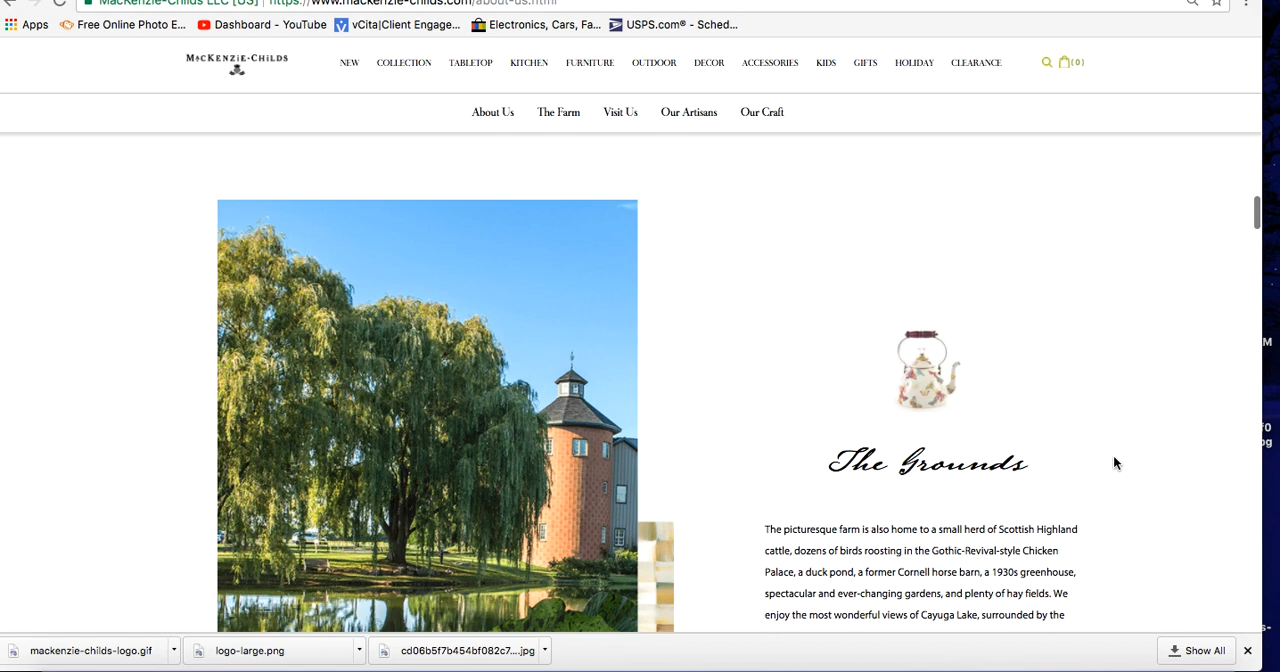 MacKenzie-Childs LLC [US] https://www.mackenzie-childs.com/about-us.html
Apps Free Online Photo E... Dashboard - YouTube vCita|Client Engage... Electronics, Cars, Fa... USPS.com® - Sched...
MACKENZIE-CHILDS NEW COLLECTION TABLETOP KITCHEN FURNITURE OUTDOOR DECOR ACCESSORIES KIDS GIFTS HOLIDAY CLEARANCE (0)
About Us The Farm Visit Us Our Artisans Our Craft
The Grounds
The picturesque farm is also home to a small herd of Scottish Highland
cattle, dozens of birds roosting in the Gothic-Revival-style Chicken
Palace, a duck pond, a former Cornell horse barn, a 1930s greenhouse,
spectacular and ever-changing gardens, and plenty of hay fields. We
enjoy the most wonderful views of Cayuga Lake, surrounded by the
mackenzie-childs-logo.gif logo-large.png cd06b5f7b454bf082c7....jpg Show All